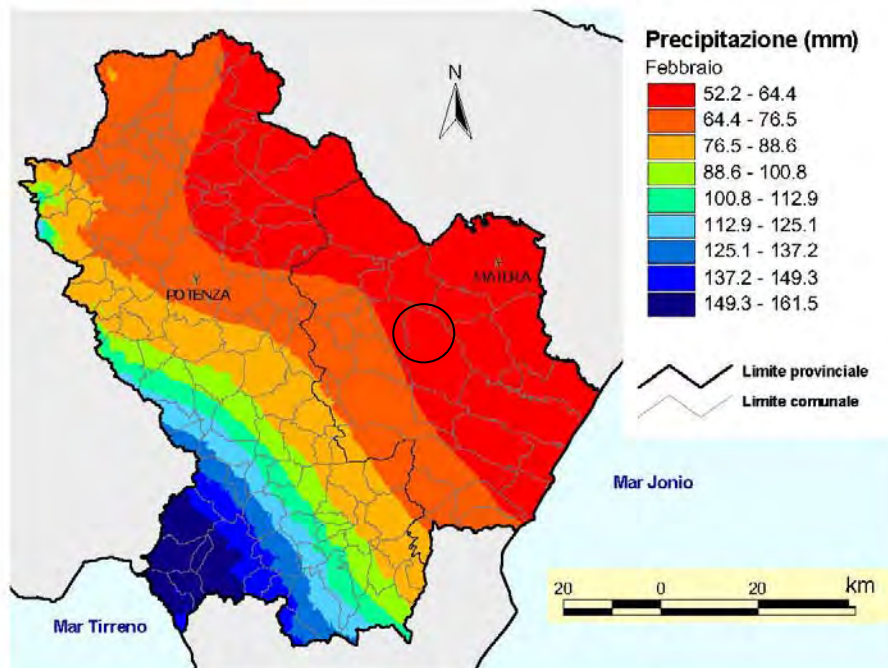 Precipitazione (mm)
Febbraio
52.2 - 64.4
64.4 - 76.5
76.5 - 88.6
88.6 - 100.8
100.8 - 112.9
112.9 - 125.1
125.1 - 137.2
137.2 - 149.3
149.3 - 161.5
Limite provinciale
Limite comunale
N
MATERA
POTENZA
Mar Jonio
Mar Tirreno
20 0 20 km